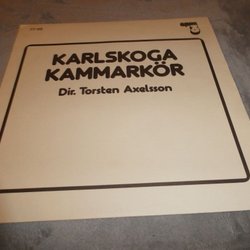 KARLSKOGA
KAMMARKÖR
Dir. Torsten Axelsson